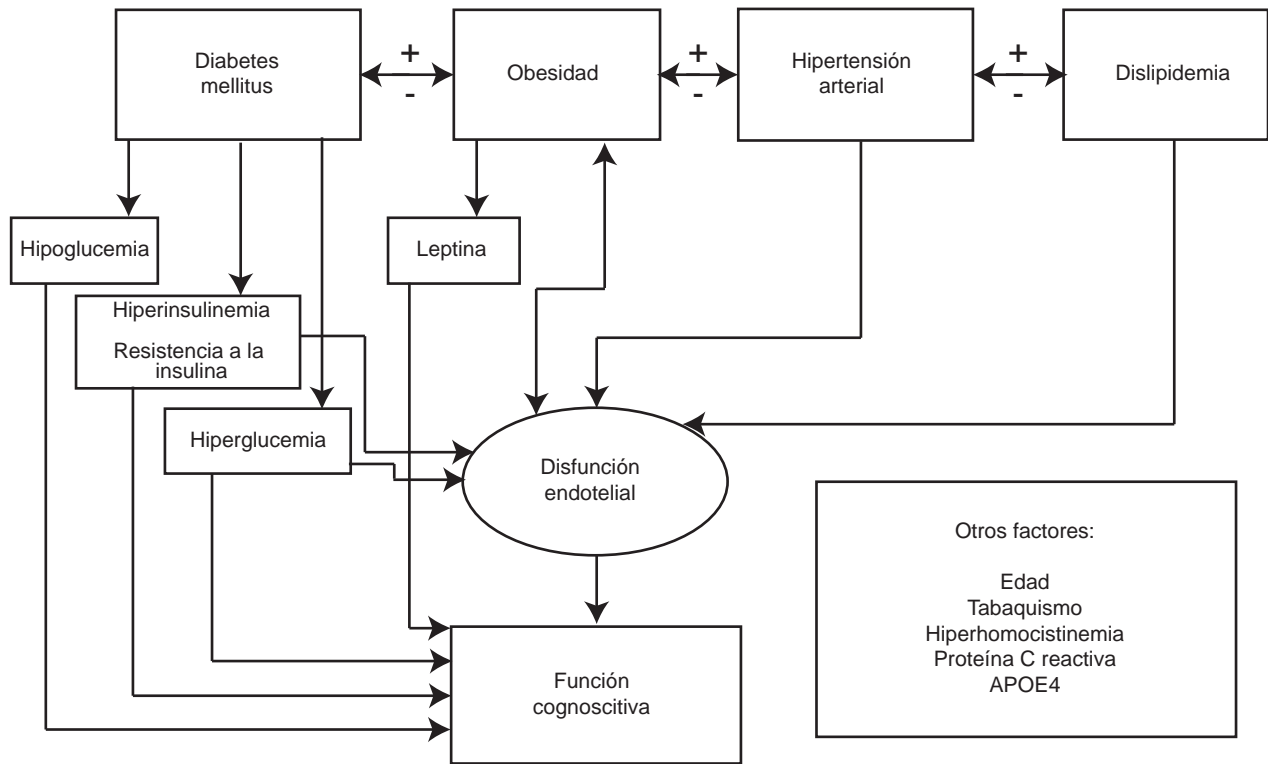 Diabetes
mellitus
+
-
Obesidad
+
-
Hipertensión
arterial
+
-
Dislipidemia
Hipoglucemia
Leptina
Hiperinsulinemia
Resistencia a la
insulina
Hiperglucemia
Disfunción
endotelial
Función
cognoscitiva
Otros factores:
Edad
Tabaquismo
Hiperhomocistinemia
Proteína C reactiva
APOE4